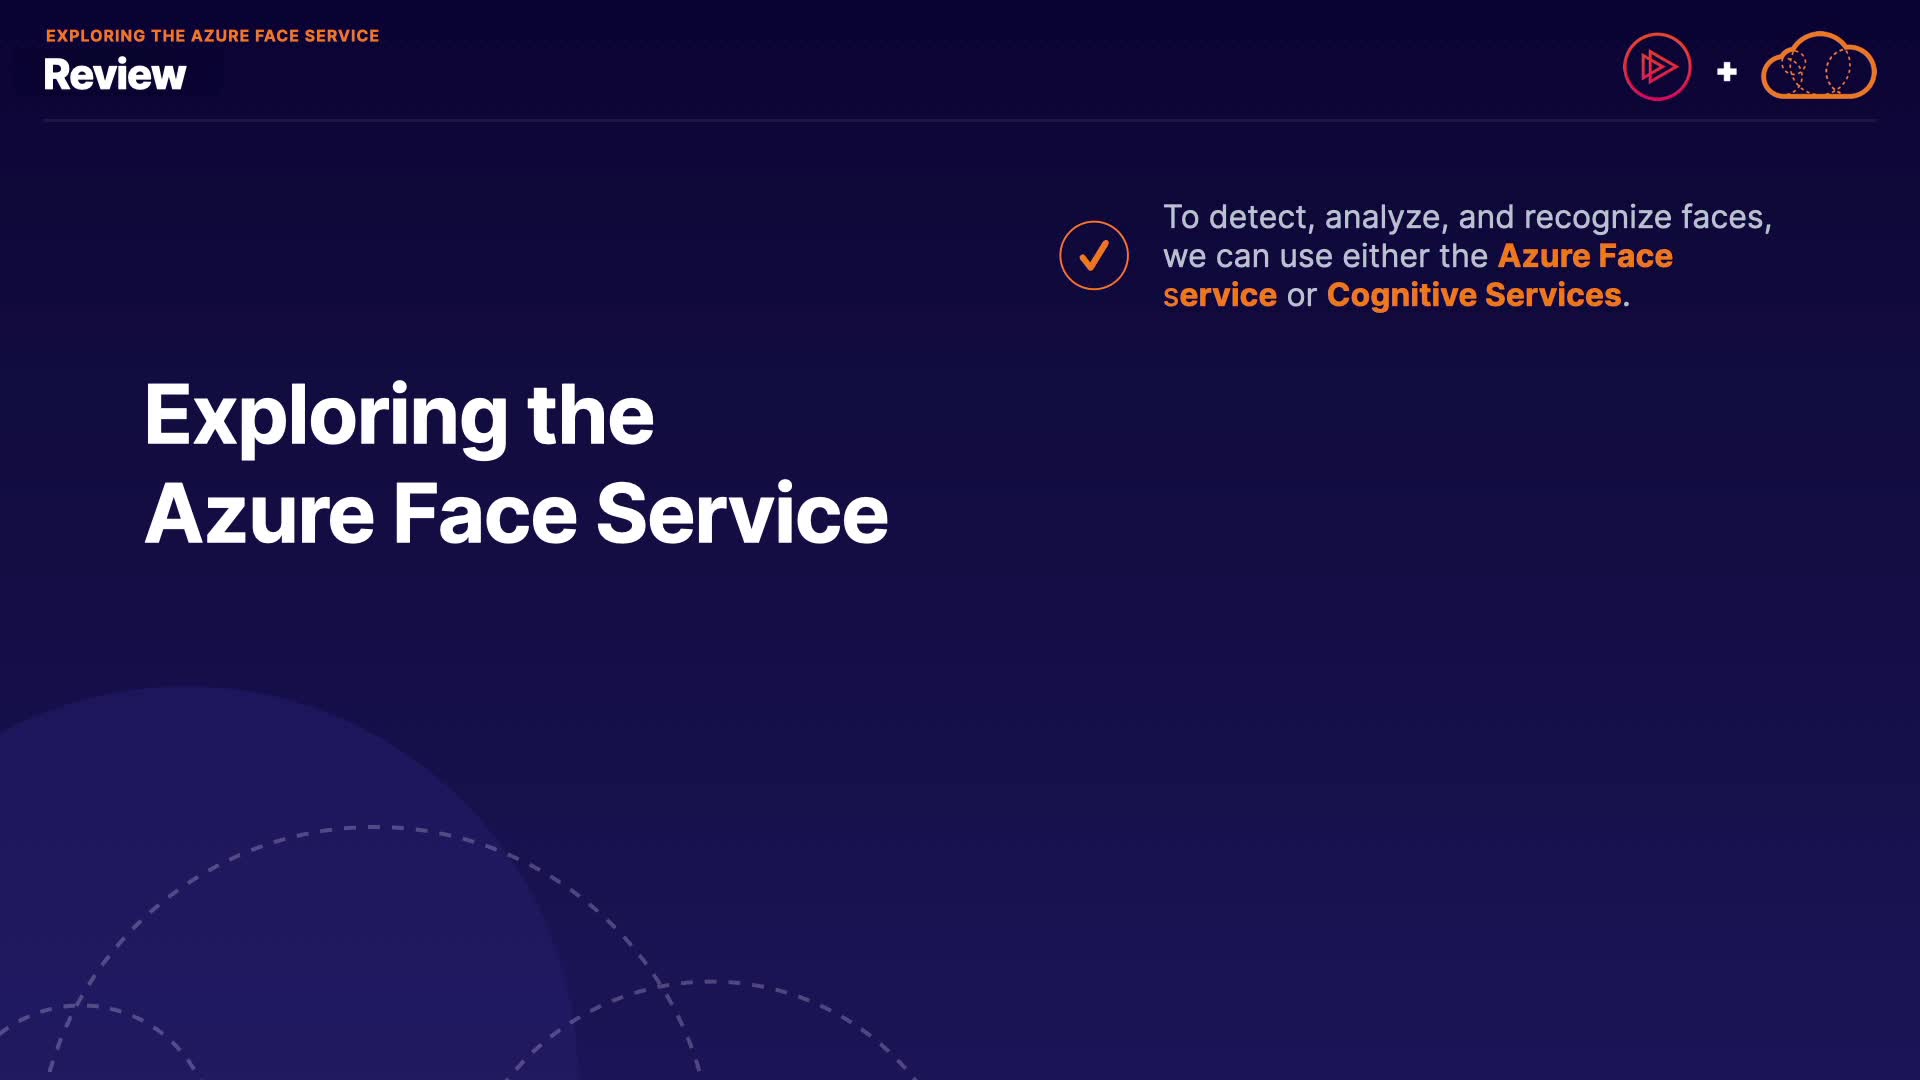 EXPLORING THE AZURE FACE SERVICE
Review
To detect, analyze, and recognize faces,
we can use either the Azure Face
service or Cognitive Services.
Exploring the
Azure Face Service